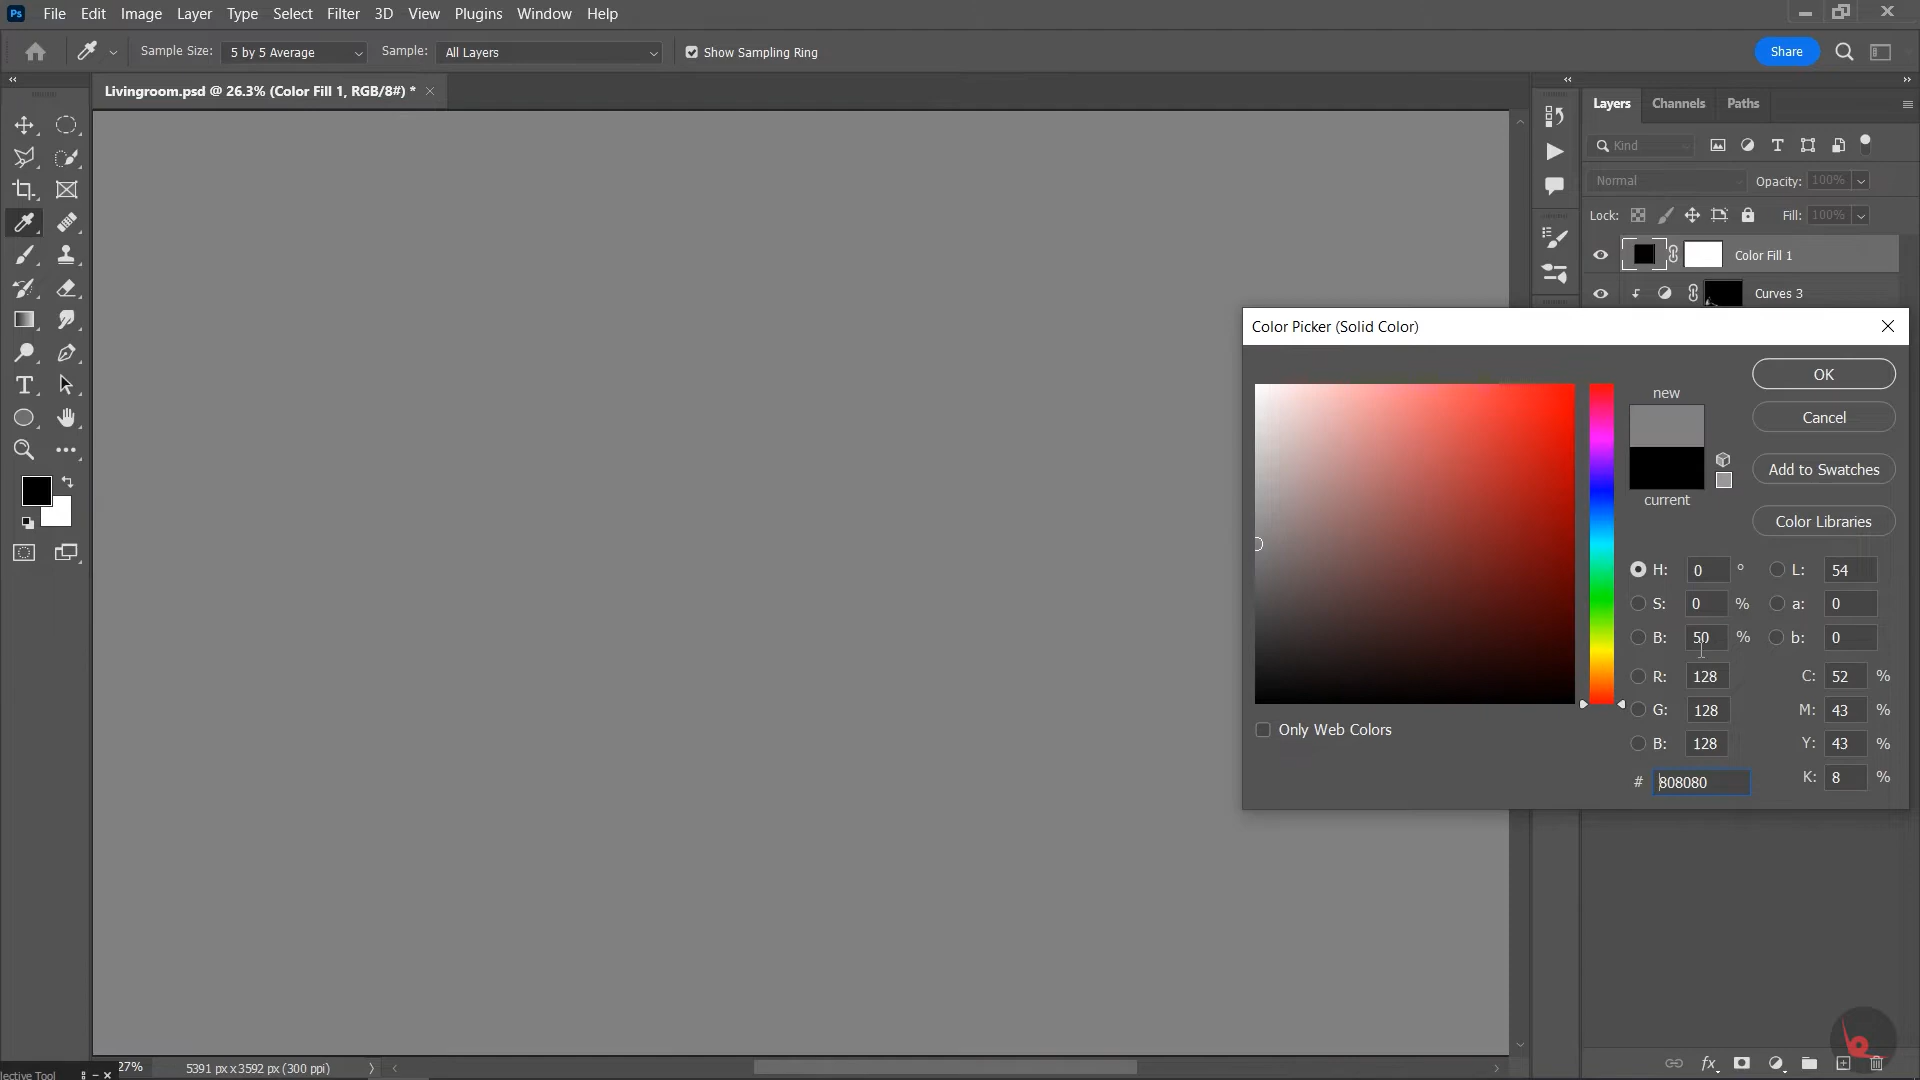 Ps File Edit Image Layer Type Select Filter 3D View Plugins Window Help
Sample Size: 5 by 5 Average Sample: All Layers Show Sampling Ring Share
Livingroom.psd @ 26.3% (Color Fill 1, RGB/8#) *
Layers Channels Paths
Kind
Normal Opacity: 100%
Lock: Fill: 100%
Color Fill 1
Curves 3
Color Picker (Solid Color)
new
current
OK
Cancel
Add to Swatches
Color Libraries
H: 0 ° L: 54
S: 0 % a: 0
B: 50 % b: 0
R: 128 C: 52 %
G: 128 M: 43 %
B: 128 Y: 43 %
# 808080 K: 8 %
Only Web Colors
27% 5391 px x 3592 px (300 ppi)
lective Tool